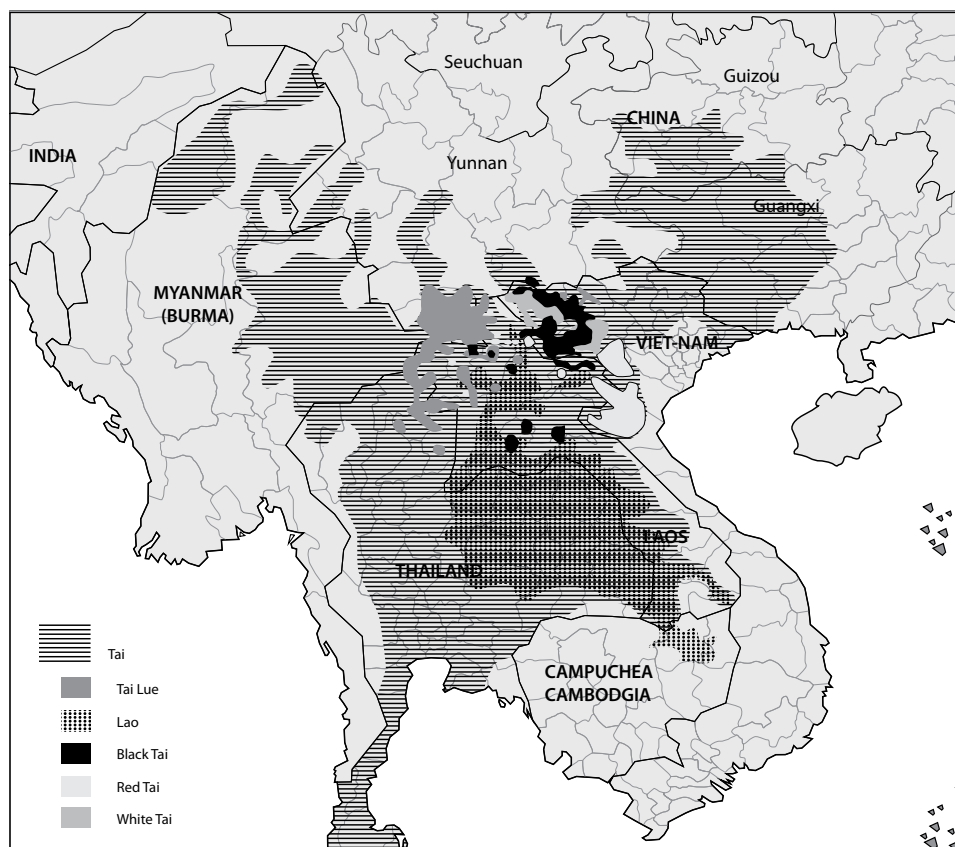 Seuchuan
Guizou
CHINA
INDIA
Yunnan
Guangxi
MYANMAR
(BURMA)
VIET-NAM
LAOS
THAILAND
CAMPUCHEA
CAMBODGIA
Tai
Tai Lue
Lao
Black Tai
Red Tai
White Tai